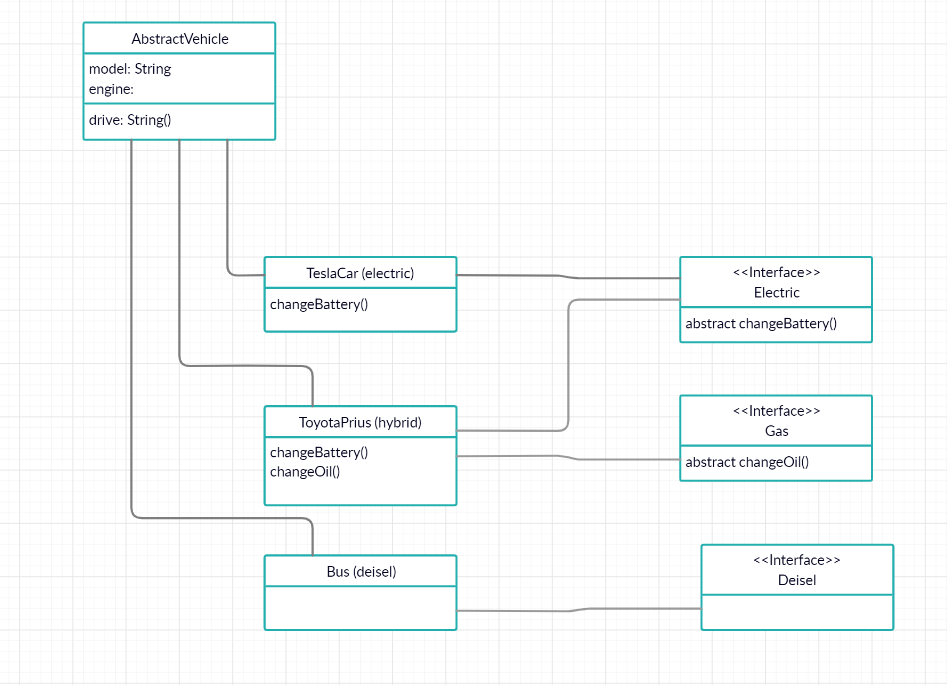 AbstractVehicle
model: String
engine:
drive: String()
TeslaCar (electric)
changeBattery()
<<Interface>>
Electric
abstract changeBattery()
ToyotaPrius (hybrid)
changeBattery()
changeOil()
<<Interface>>
Gas
abstract changeOil()
Bus (deisel)
<<Interface>>
Deisel